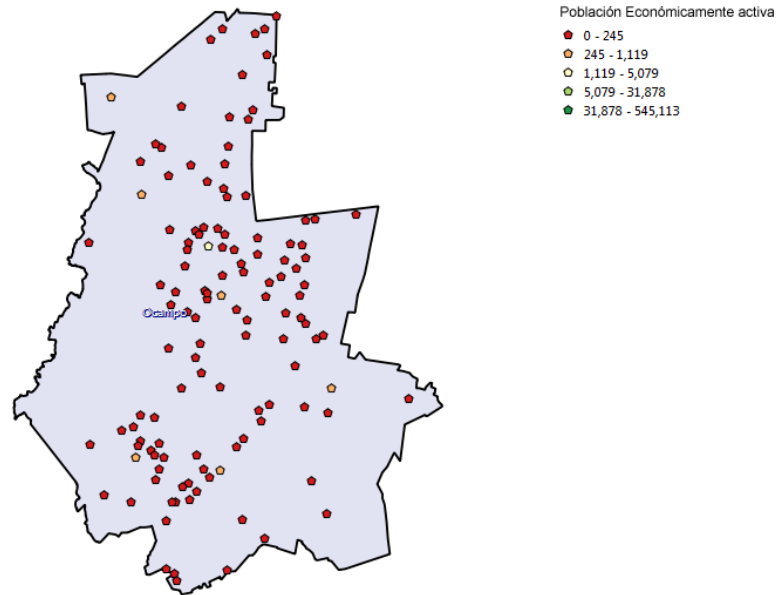 Población Económicamente activa
0 - 245
245 - 1,119
1,119 - 5,079
5,079 - 31,878
31,878 - 545,113
Ocampo